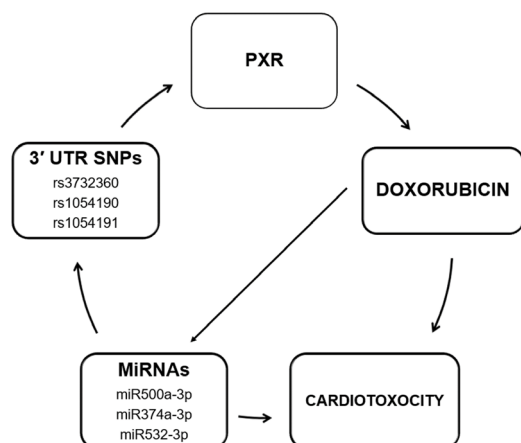 PXR
3′ UTR SNPs
rs3732360
rs1054190
rs1054191
DOXORUBICIN
MiRNAs
miR500a-3p
miR374a-3p
miR532-3p
CARDIOTOXOCITY